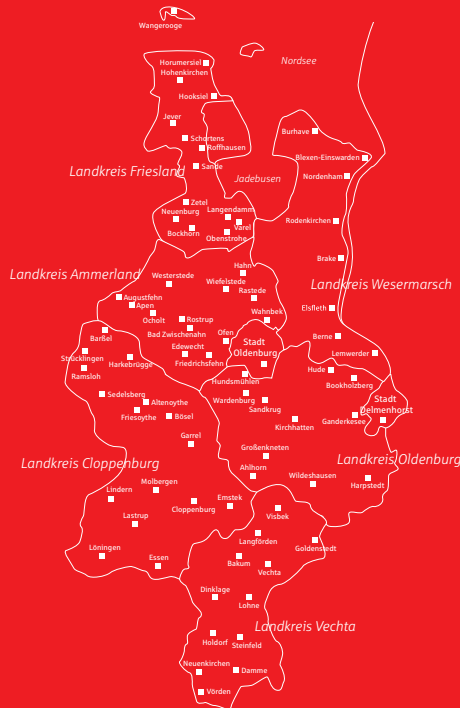 Wangerooge
Nordsee
Horumersiel
Hohenkirchen
Hooksiel
Jever
Schortens
Roffhausen
Burhave
Blexen-Einswarden
Landkreis Friesland
Sande
Jadebusen
Nordenham
Zetel
Neuenburg
Langendamm
Varel
Bockhorn
Obenstrohe
Rodenkirchen
Hahn
Brake
Landkreis Ammerland
Westerstede
Wiefelstede
Rastede
Landkreis Wesermarsch
Augustfehn
Apen
Ocholt
Rostrup
Wahnbek
Elsfleth
Bad Zwischenahn
Ofen
Barßel
Edewecht
Friedrichsfehn
Stadt
Oldenburg
Berne
Lemwerder
Strücklingen
Harkebrügge
Ramsloh
Hundsmühlen
Hude
Bookholzberg
Sedelsberg
Altenoythe
Friesoythe
Bösel
Wardenburg
Sandkrug
Stadt
Delmenhorst
Kirchhatten
Ganderkesee
Garrel
Großenkneten
Landkreis Cloppenburg
Landkreis Oldenburg
Ahlhorn
Wildeshausen
Harpstedt
Molbergen
Lindern
Cloppenburg
Emstek
Visbek
Lastrup
Langförden
Goldenstedt
Löningen
Essen
Bakum
Vechta
Dinklage
Lohne
Landkreis Vechta
Holdorf
Steinfeld
Neuenkirchen
Damme
Vörden